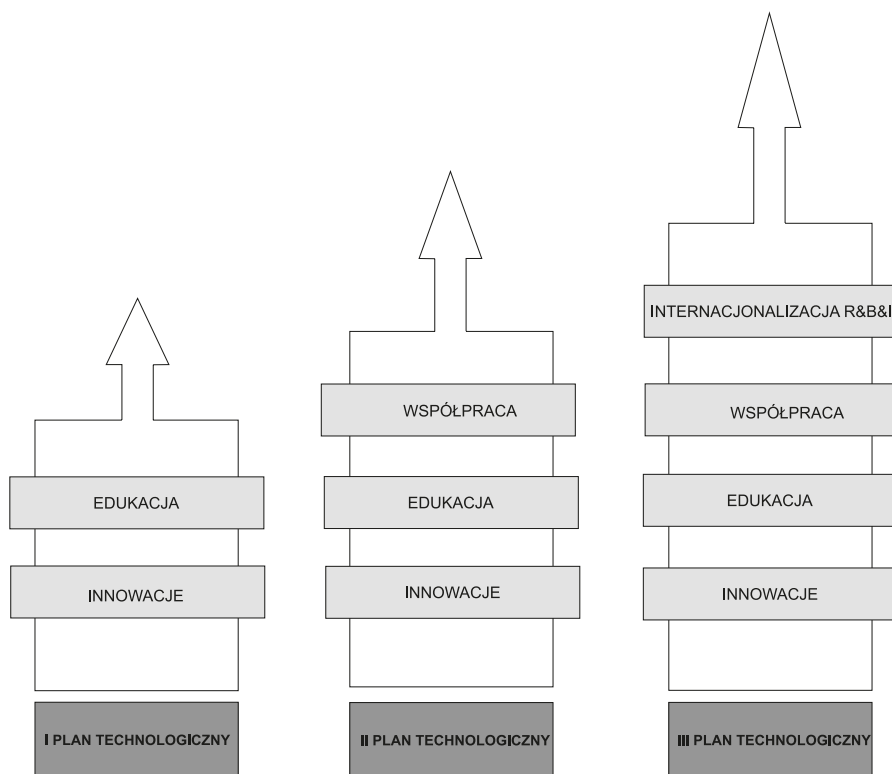 EDUKACJA
INNOWACJE
I PLAN TECHNOLOGICZNY
WSPÓŁPRACA
EDUKACJA
INNOWACJE
II PLAN TECHNOLOGICZNY
INTERNACJONALIZACJA R&B&I
WSPÓŁPRACA
EDUKACJA
INNOWACJE
III PLAN TECHNOLOGICZNY